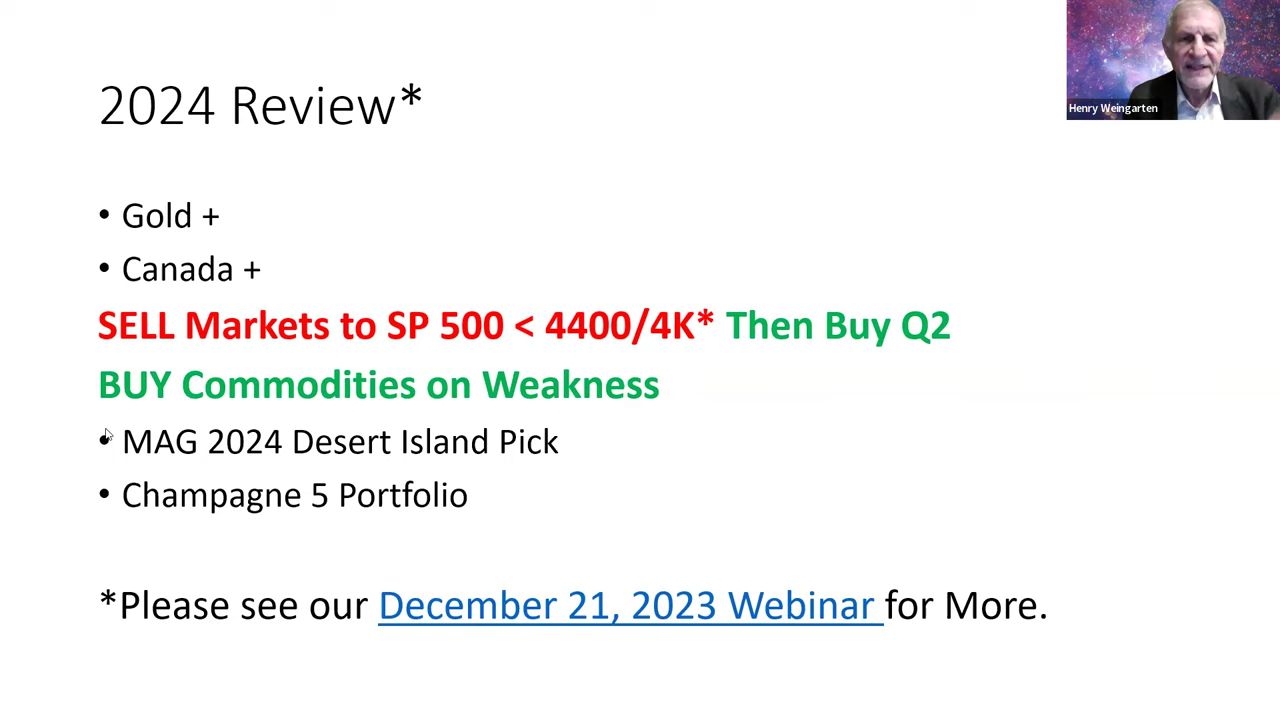 2024 Review*
Henry Weingarten
• Gold +
• Canada +
SELL Markets to SP 500 < 4400/4K* Then Buy Q2
BUY Commodities on Weakness
• MAG 2024 Desert Island Pick
• Champagne 5 Portfolio
*Please see our December 21, 2023 Webinar for More.